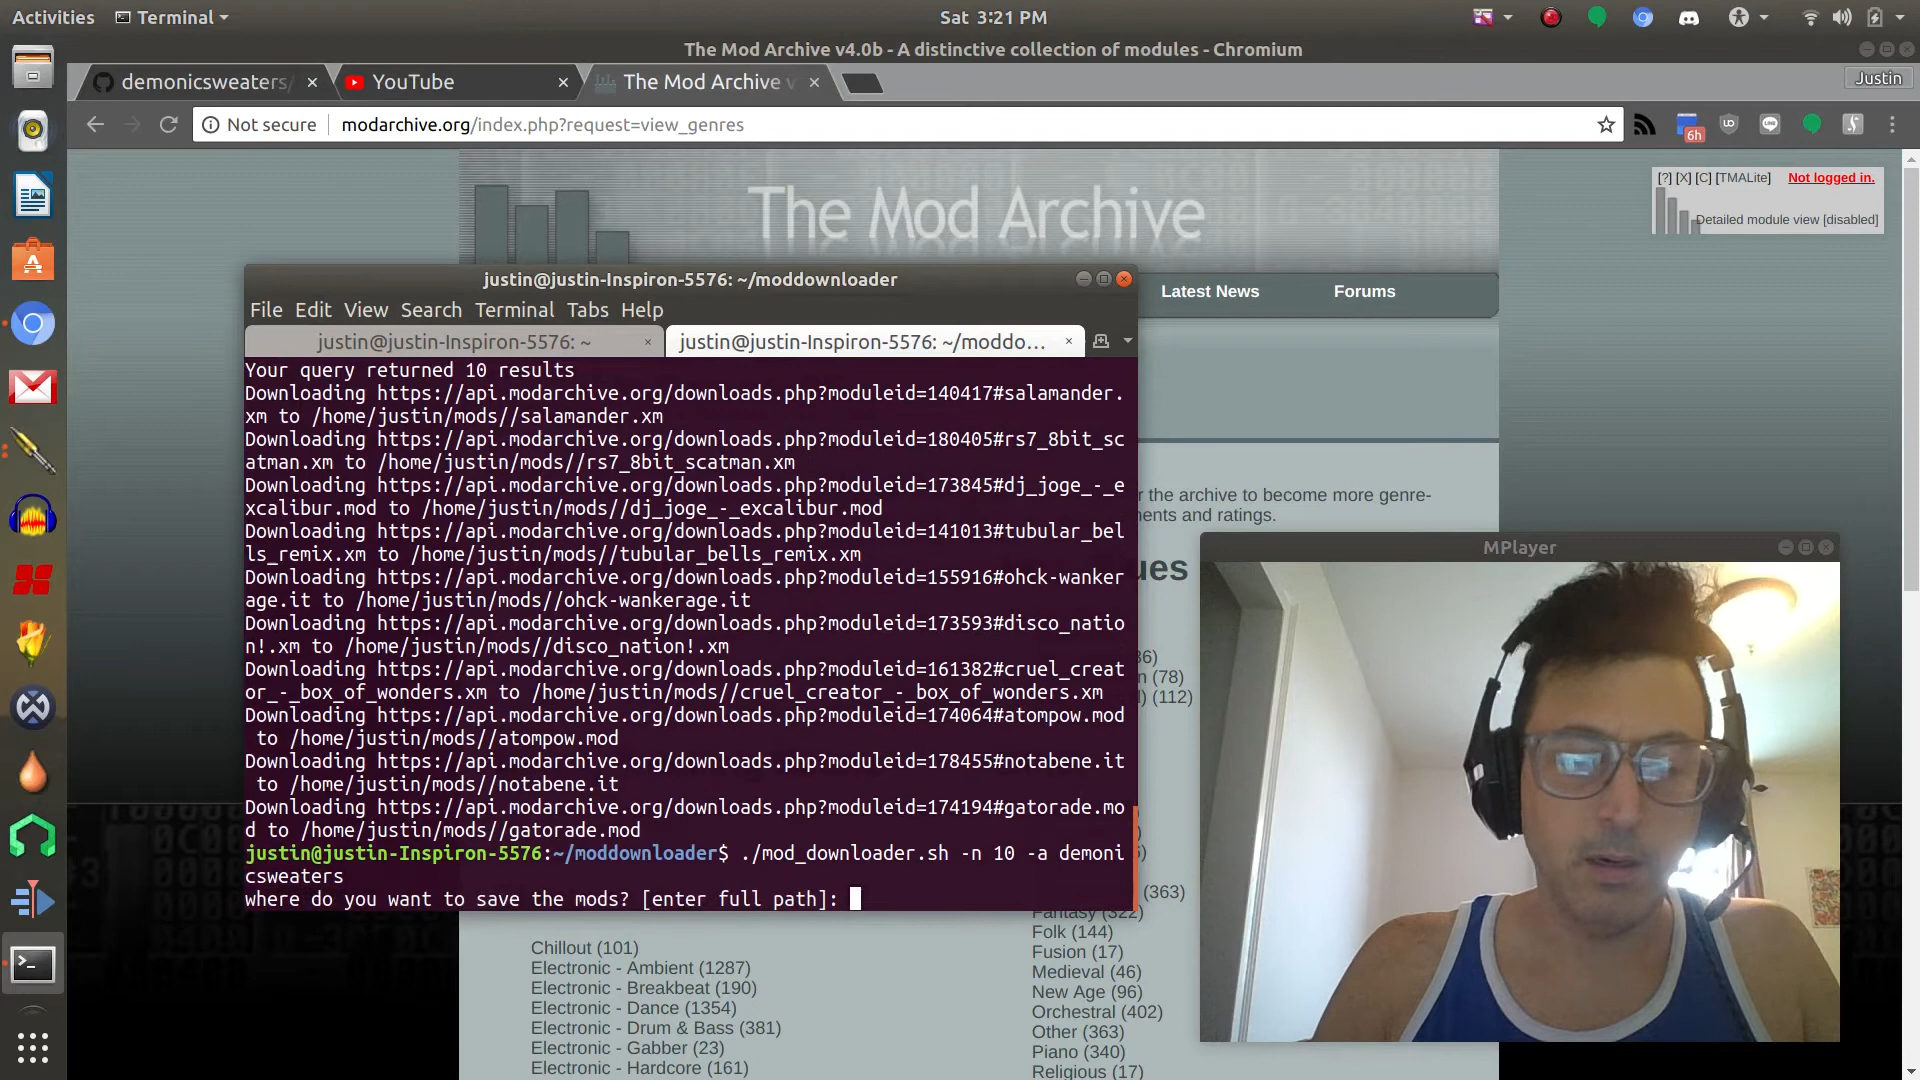 Activities
Terminal
Sat 3:21 PM
The Mod Archive v4.0b - A distinctive collection of modules - Chromium
demonicsweaters/
YouTube
The Mod Archive v
Justin
Not secure
modarchive.org/index.php?request=view_genres
6h
The Mod Archive
[?] [X] [C] [TMALite] Not logged in.
Detailed module view [disabled]
Latest News
Forums
justin@justin-Inspiron-5576: ~/moddownloader
File Edit View Search Terminal Tabs Help
justin@justin-Inspiron-5576: ~
justin@justin-Inspiron-5576: ~/moddo...
Your query returned 10 results
Downloading https://api.modarchive.org/downloads.php?moduleid=140417#salamander.
xm to /home/justin/mods//salamander.xm
Downloading https://api.modarchive.org/downloads.php?moduleid=180405#rs7_8bit_sc
atman.xm to /home/justin/mods//rs7_8bit_scatman.xm
Downloading https://api.modarchive.org/downloads.php?moduleid=173845#dj_joge_-_e
xcalibur.mod to /home/justin/mods//dj_joge_-_excalibur.mod
Downloading https://api.modarchive.org/downloads.php?moduleid=141013#tubular_bel
ls_remix.xm to /home/justin/mods//tubular_bells_remix.xm
Downloading https://api.modarchive.org/downloads.php?moduleid=155916#ohck-wanker
age.it to /home/justin/mods//ohck-wankerage.it
Downloading https://api.modarchive.org/downloads.php?moduleid=173593#disco_natio
n!.xm to /home/justin/mods//disco_nation!.xm
Downloading https://api.modarchive.org/downloads.php?moduleid=161382#cruel_creat
or_-_box_of_wonders.xm to /home/justin/mods//cruel_creator_-_box_of_wonders.xm
Downloading https://api.modarchive.org/downloads.php?moduleid=174064#atompow.mod
to /home/justin/mods//atompow.mod
Downloading https://api.modarchive.org/downloads.php?moduleid=178455#notabene.it
to /home/justin/mods//notabene.it
Downloading https://api.modarchive.org/downloads.php?moduleid=174194#gatorade.mo
d to /home/justin/mods//gatorade.mod
justin@justin-Inspiron-5576:~/moddownloader$ ./mod_downloader.sh -n 10 -a demoni
csweaters
where do you want to save the mods? [enter full path]:
r the archive to become more genre-
nents and ratings.
ues
MPlayer
36)
n (78)
) (112)
(363)
Fantasy (322)
Folk (144)
Fusion (17)
Medieval (46)
New Age (96)
Orchestral (402)
Other (363)
Piano (340)
Religious (17)
Chillout (101)
Electronic - Ambient (1287)
Electronic - Breakbeat (190)
Electronic - Dance (1354)
Electronic - Drum & Bass (381)
Electronic - Gabber (23)
Electronic - Hardcore (161)